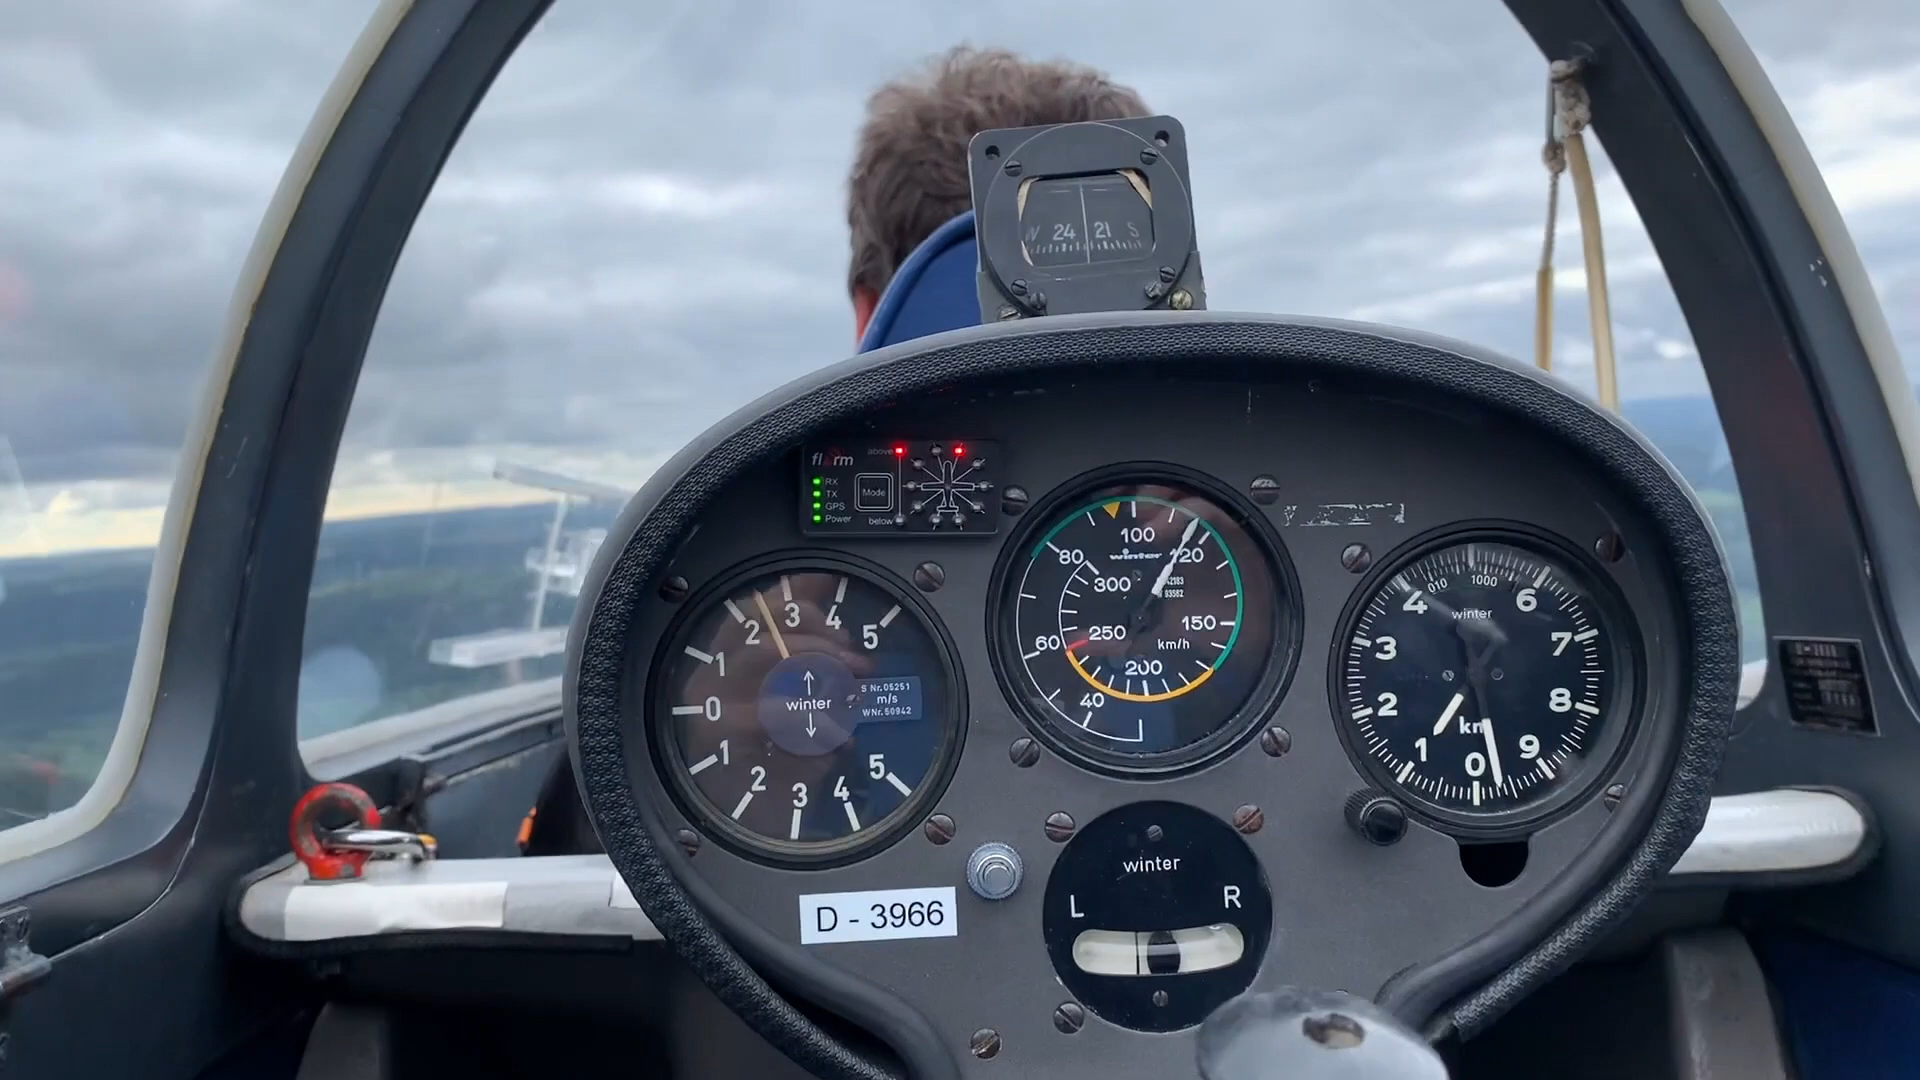 W 24 21 S
flarm
above
RX
TX
GPS
Power
Mode
below
100
winter
80
120
300
60
250
150
km/h
200
40
2 3 4 5
1
0
1
2 3 4 5
winter
S Nr.05251
m/s
WNr.50942
1000
4 6
winter
3 7
2 8
km
1 0 9
D - 3966
winter
L R